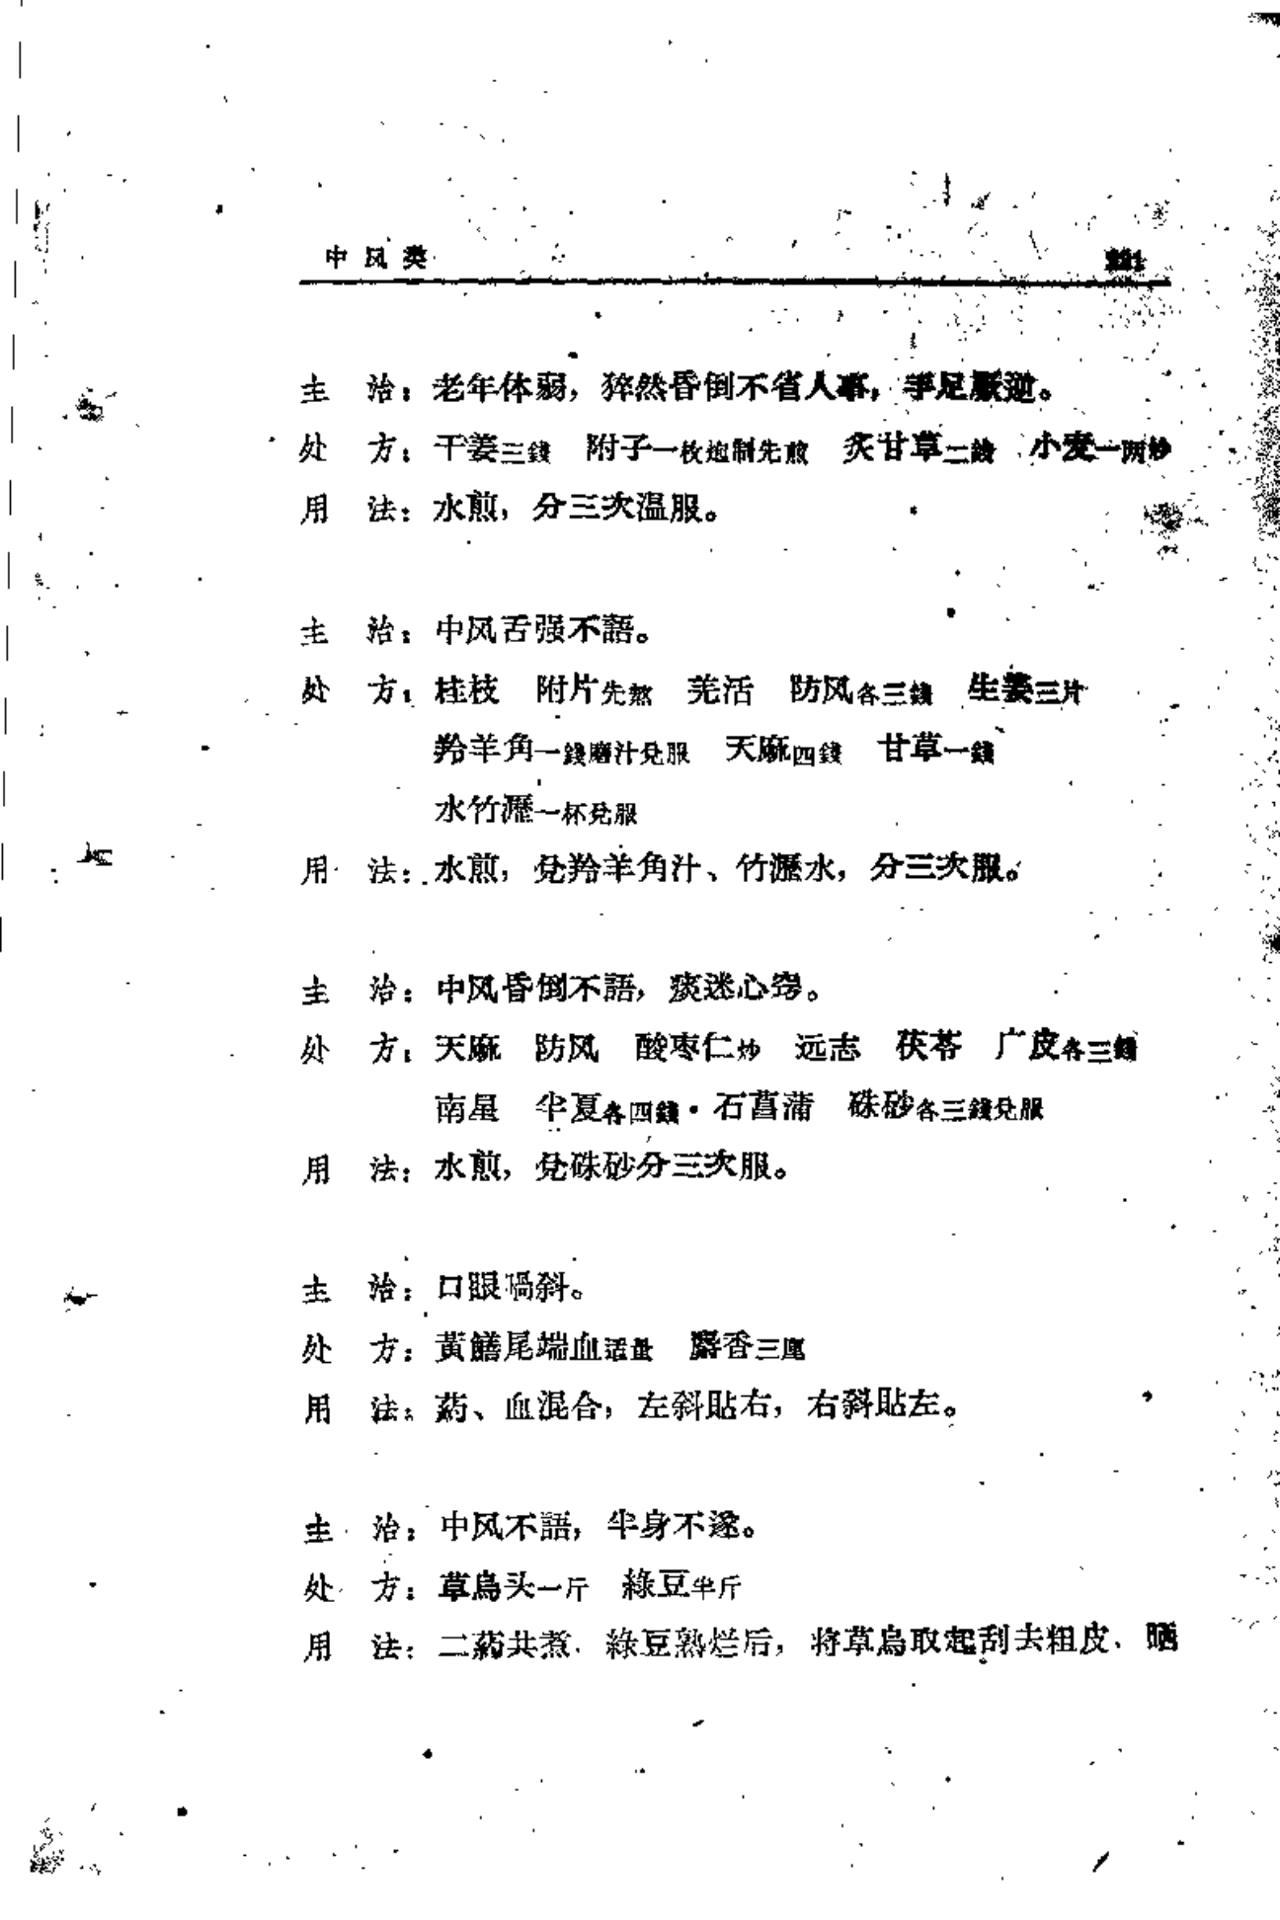 中风类 221
主　治：老年体弱，猝然昏倒不省人事，手足厥逆。
处　方：干姜三錢　附子一枚炮制先煎　炙甘草二錢　小麦一两炒
用　法：水煎，分三次温服。
主　治：中风舌强不語。
处　方：桂枝　附片先熬　羌活　防风各三錢　生姜三片
羚羊角一錢磨汁兌服　天麻四錢　甘草一錢
水竹瀝一杯兌服
用　法：水煎，兌羚羊角汁、竹瀝水，分三次服。
主　治：中风昏倒不語，痰迷心窍。
处　方：天麻　防风　酸枣仁炒　远志　茯苓　广皮各三錢
南星　半夏各四錢　石菖蒲　硃砂各三錢兌服
用　法：水煎，兌硃砂分三次服。
主　治：口眼喎斜。
处　方：黃鱔尾端血适量　麝香三厘
用　法：葯、血混合，左斜貼右，右斜貼左。
主　治：中风不語，半身不遂。
处　方：草烏头一斤　綠豆半斤
用　法：二葯共煮，綠豆熟烂后，将草烏取起刮去粗皮，晒